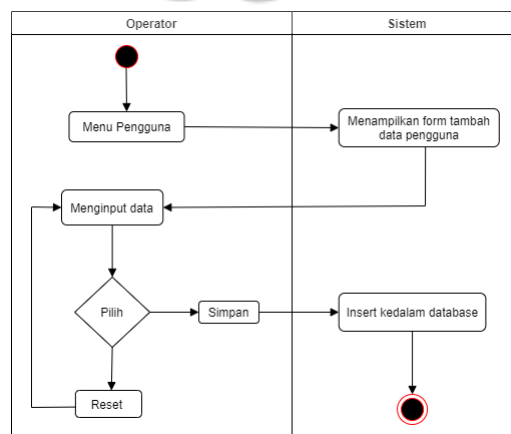 Operator
Sistem
Menu Pengguna
Menampilkan form tambah
data pengguna
Menginput data
Pilih
Simpan
Insert kedalam database
Reset